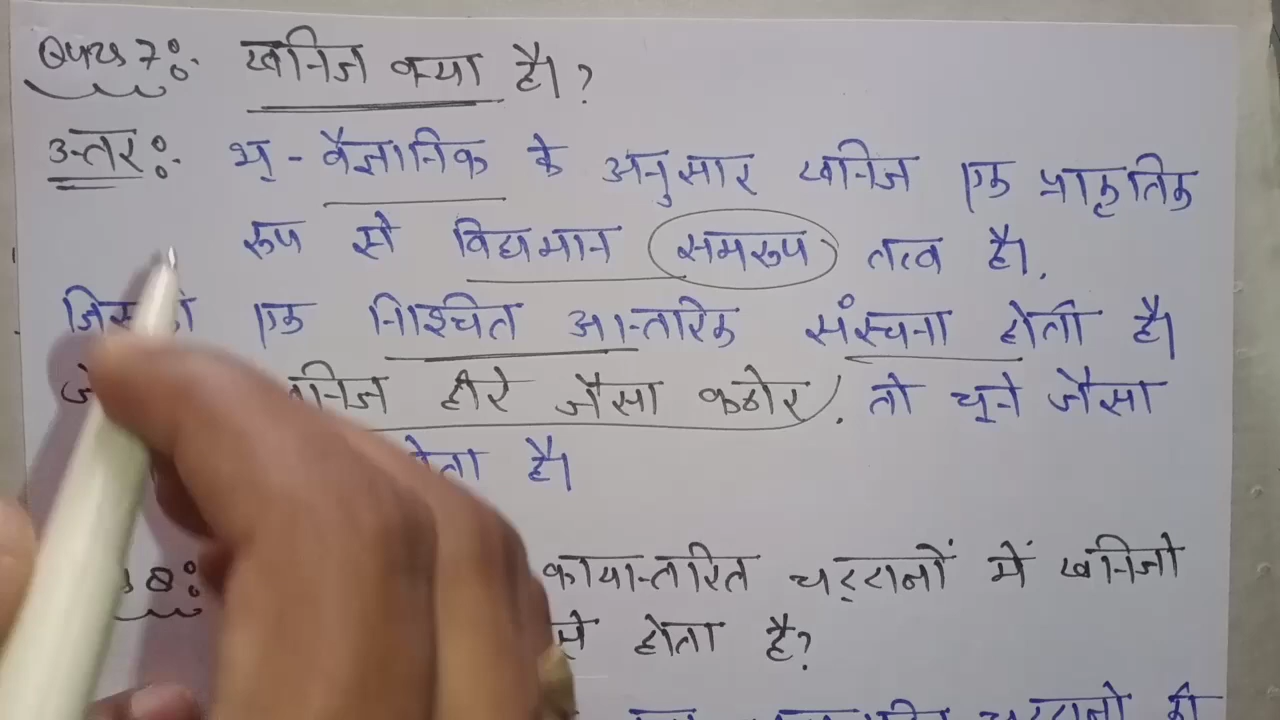 Ques 7:- खनिज क्या है?
उत्तर:- भू-वैज्ञानिक के अनुसार खनिज एक प्राकृतिक
रूप से विद्यमान समरूप तत्व है।
एक निश्चित आन्तरिक संरचना होती है।
हीरे जैसा कठोर, तो चूने जैसा
है।
8: कायान्तरित चट्टानों में खनिजो
होता है?